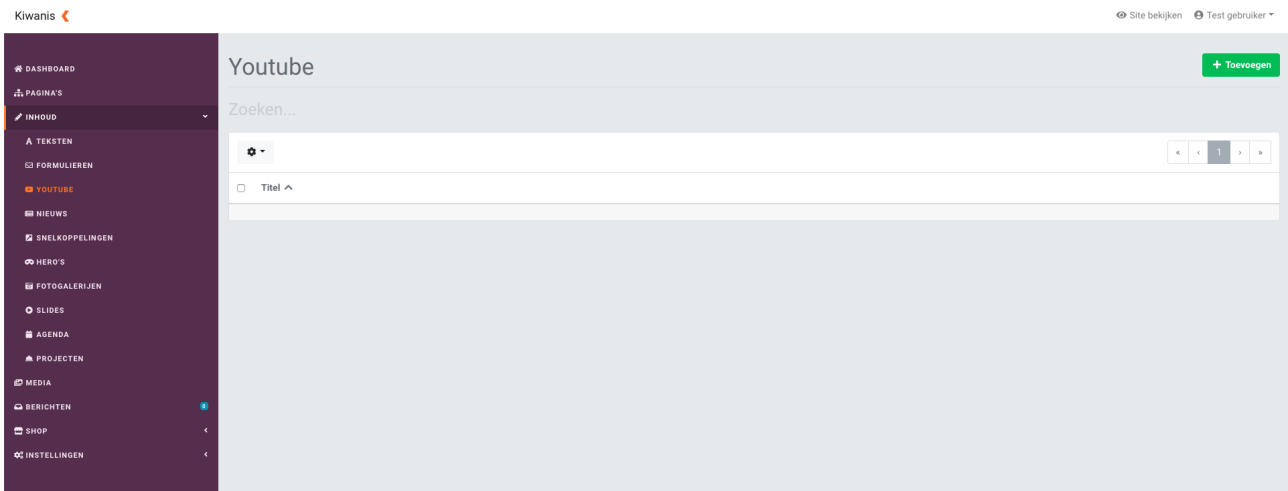 Kiwanis
Site bekijken
Test gebruiker
DASHBOARD
PAGINA'S
INHOUD
TEKSTEN
FORMULIEREN
YOUTUBE
NIEUWS
SNELKOPPELINGEN
HERO'S
FOTOGALERIJEN
SLIDES
AGENDA
PROJECTEN
MEDIA
BERICHTEN 0
SHOP
INSTELLINGEN
Youtube
+ Toevoegen
Zoeken...
« ‹ 1 › »
Titel